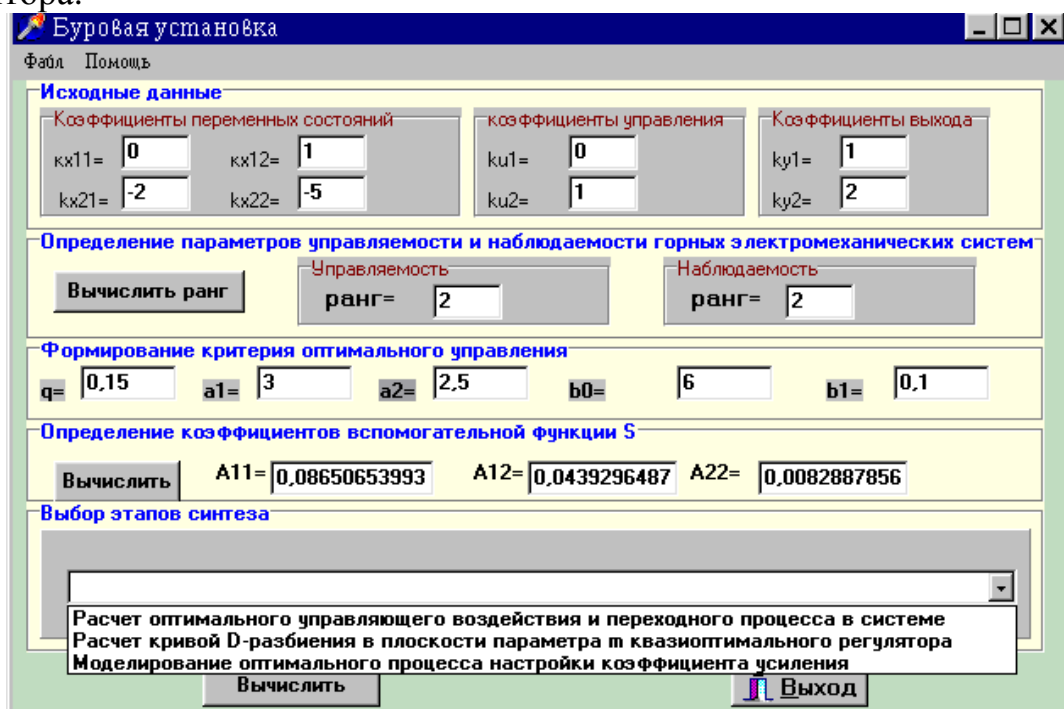 Буровая установка
Файл Помощь
Исходные данные
Коэффициенты переменных состояний коэффициенты управления Коэффициенты выхода
кх11= 0 кх12= 1 ku1= 0 ky1= 1
kx21= -2 kx22= -5 ku2= 1 ky2= 2
Определение параметров управляемости и наблюдаемости горных электромеханических систем
Управляемость Наблюдаемость
Вычислить ранг ранг= 2 ранг= 2
Формирование критерия оптимального управления
q= 0,15 a1= 3 a2= 2,5 b0= 6 b1= 0,1
Определение коэффициентов вспомогательной функции S
Вычислить A11= 0,08650653993 A12= 0,0439296487 A22= 0,0082887856
Выбор этапов синтеза
Расчет оптимального управляющего воздействия и переходного процесса в системе
Расчет кривой D-разбиения в плоскости параметра m квазиоптимального регулятора
Моделирование оптимального процесса настройки коэффициента усиления
Вычислить Выход